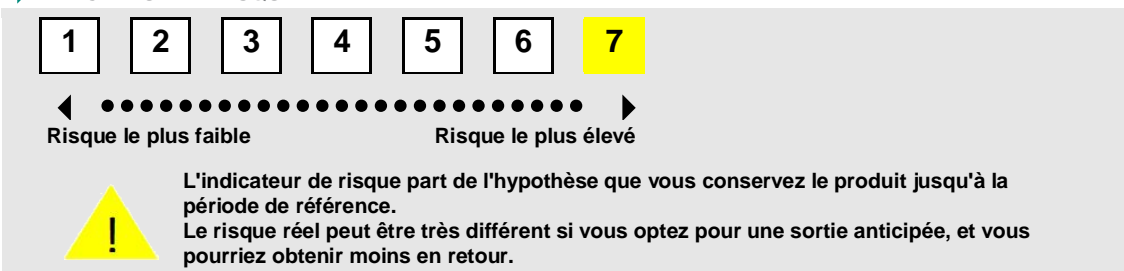 1 2 3 4 5 6 7
Risque le plus faible Risque le plus élevé
L'indicateur de risque part de l'hypothèse que vous conservez le produit jusqu'à la
période de référence.
Le risque réel peut être très différent si vous optez pour une sortie anticipée, et vous
! pourriez obtenir moins en retour.